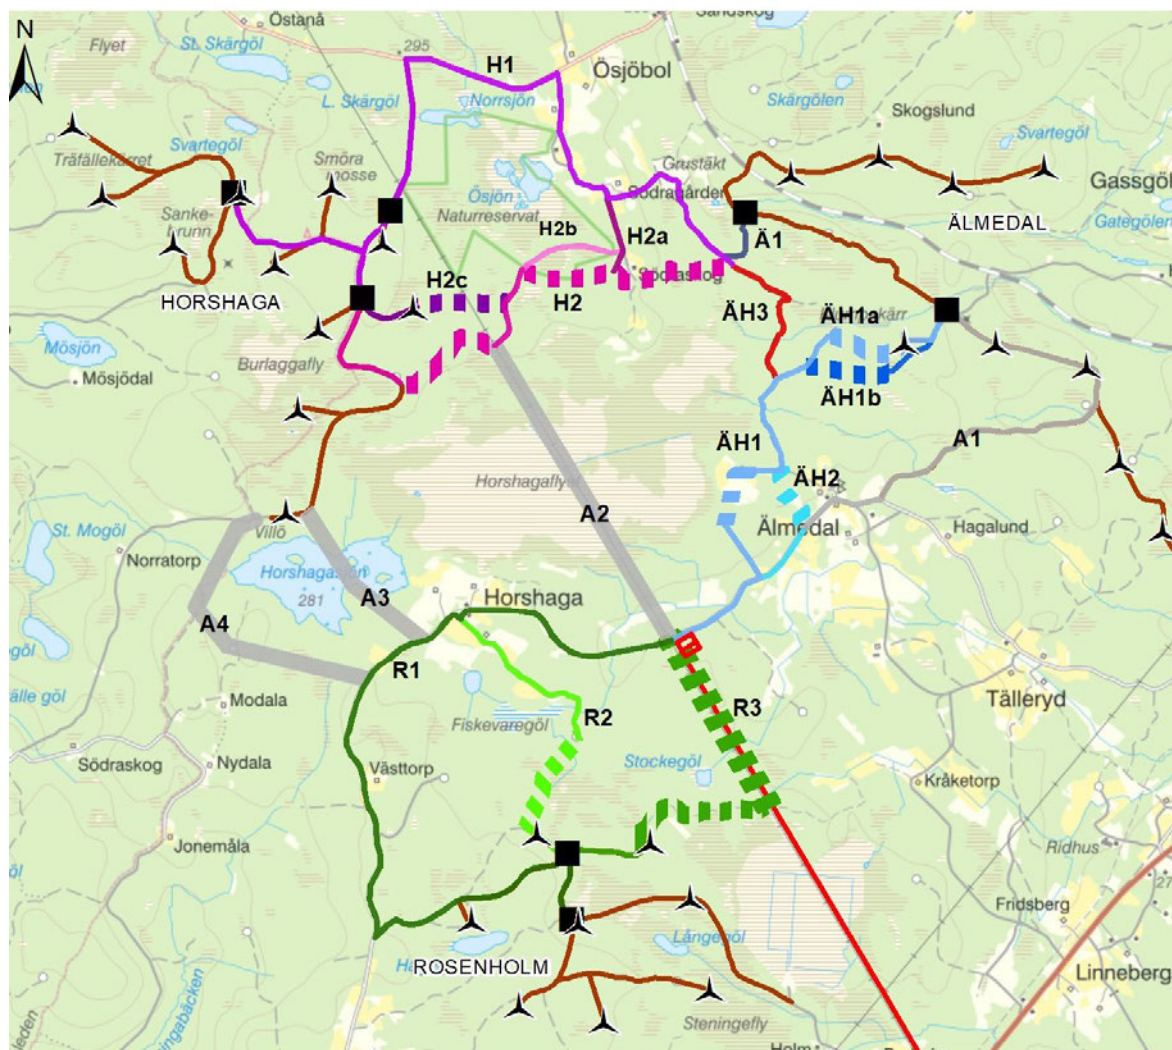 N
Östanå
295
Flyet
St. Skärgöl
H1
Ösjöbol
L. Skärgöl
Norrsjön
Skärgölen
Skogslund
Svartegöl
Träfällekärret
Svartegöl
Smöra
mosse
Grustäkt
Gassgöl
Ösjön
Södragården
ÄLMEDAL
Gategölen
Sanke-
brunn
Naturreservat
H2b
H2a
Ä1
H2c
H2
HORSHAGA
ÄH3
ÄH1a
Mösjön
Burlaggafly
Mösjödal
ÄH1b
A1
ÄH1
Horshagaflyet
ÄH2
A2
St. Mogöl
Villö
Älmedal
Hagalund
Norratorp
Horshagasjön
281
A3
Horshaga
A4
R1
Modala
R3
Tälleryd
Fiskevaregöl
R2
Södraskog
Nydala
Västtorp
Stockegöl
Kråketorp
Jonemåla
Ridhus
Fridsberg
Långegöl
ROSENHOLM
Linneberg
Steningefly
Holm